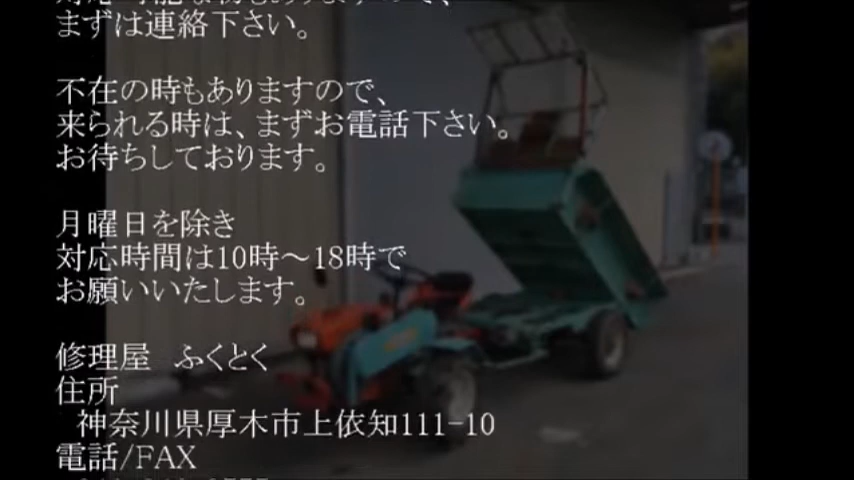 まずは連絡下さい。
不在の時もありますので、
来られる時は、まずお電話下さい。
お待ちしております。
月曜日を除き
対応時間は10時～18時で
お願いいたします。
修理屋　ふくとく
住所
神奈川県厚木市上依知111-10
電話/FAX